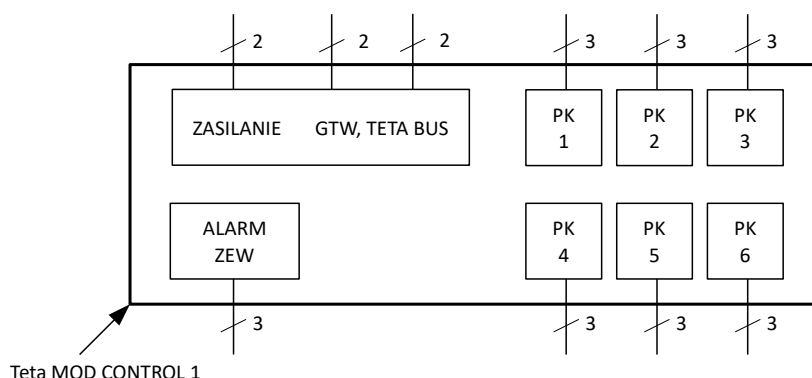 2 2 2 3 3 3
ZASILANIE GTW, TETA BUS
PK
1
PK
2
PK
3
ALARM
ZEW
PK
4
PK
5
PK
6
3 3 3 3
Teta MOD CONTROL 1